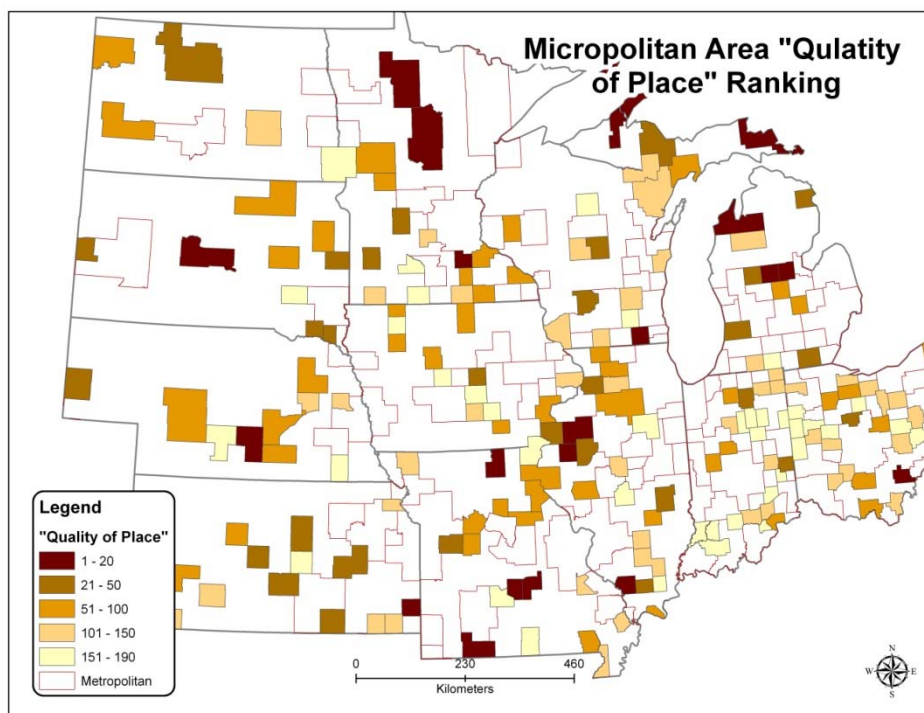 Micropolitan Area "Qulatity
of Place" Ranking
Legend
"Quality of Place"
1 - 20
21 - 50
51 - 100
101 - 150
151 - 190
Metropolitan
0 230 460
Kilometers
N
W E
S